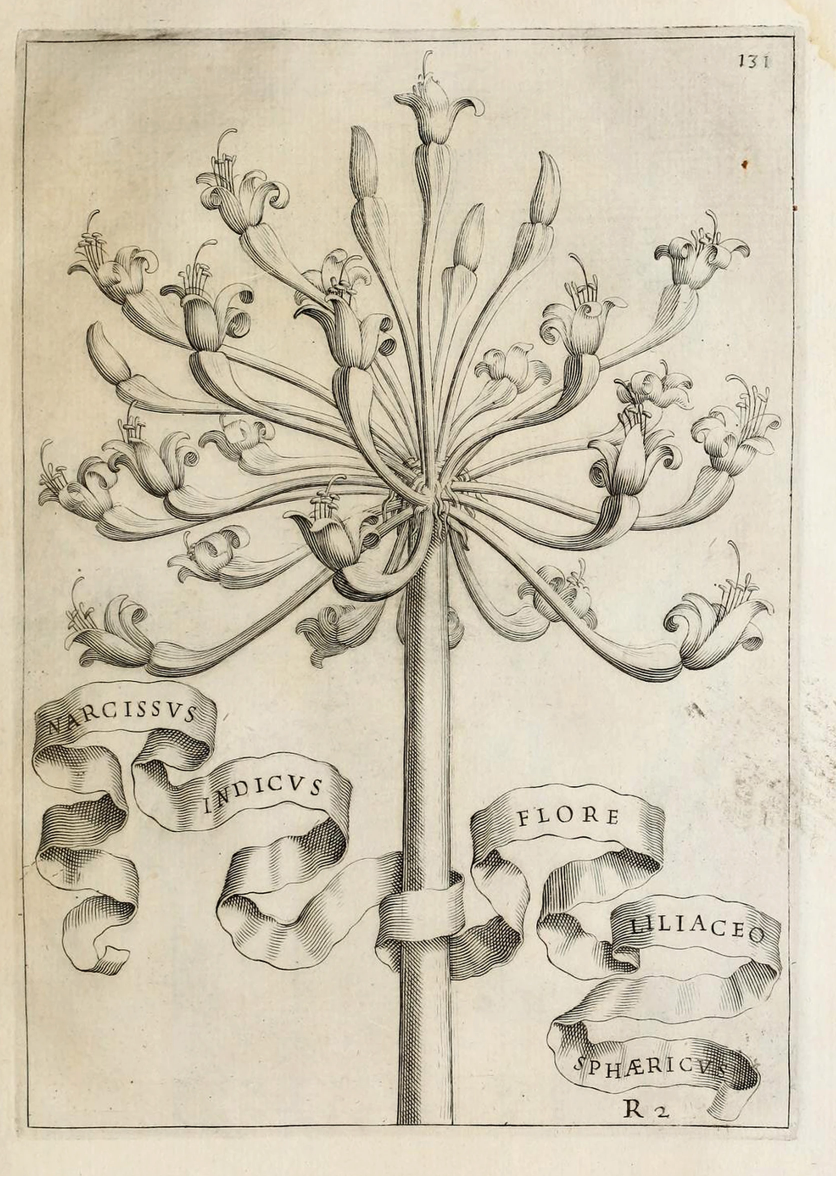 131
NARCISSVS
INDICVS
FLORE
LILIACEO
SPHÆRICVS
R 2